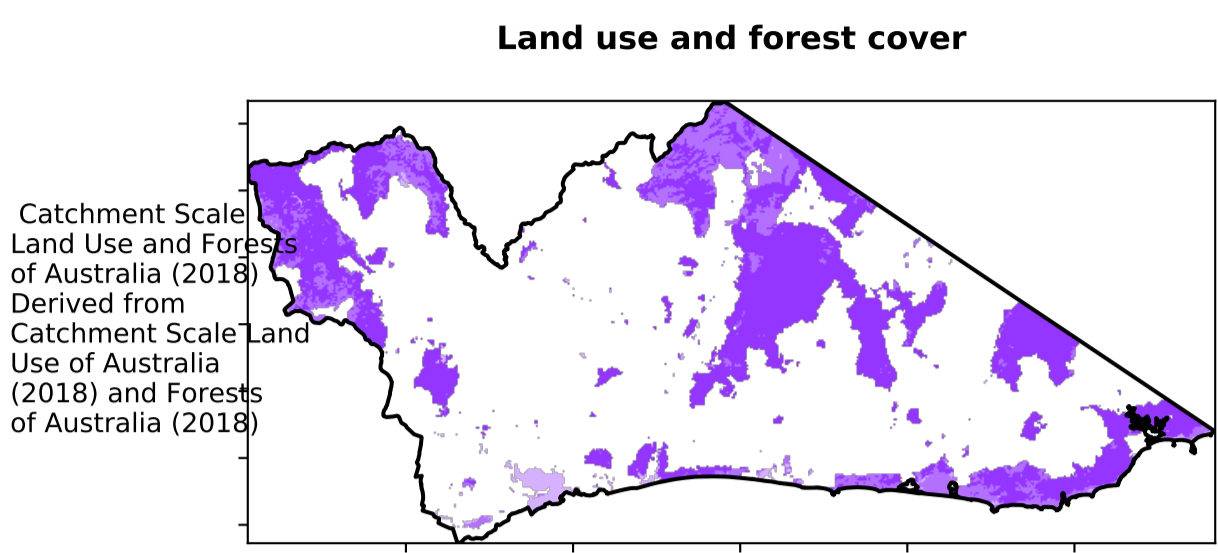 Land use and forest cover
Catchment Scale
Land Use and Forests
of Australia (2018)
Derived from
Catchment Scale Land
Use of Australia
(2018) and Forests
of Australia (2018)